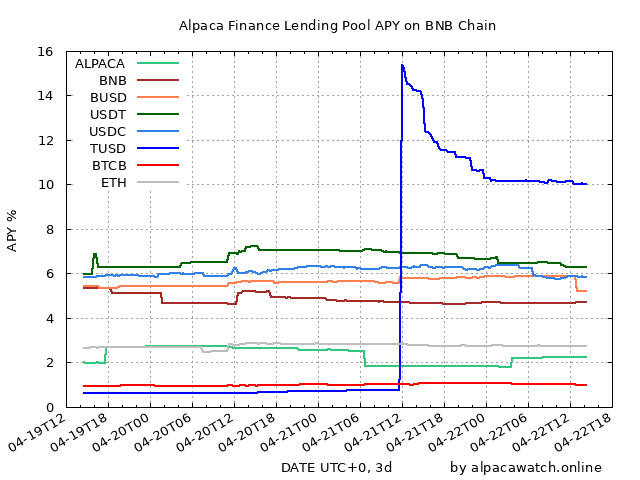 Alpaca Finance Lending Pool APY on BNB Chain
APY %
16
14
12
10
8
6
4
2
0
ALPACA
BNB
BUSD
USDT
USDC
TUSD
BTCB
ETH
04-19T12
04-19T18
04-20T00
04-20T06
04-20T12
04-20T18
04-21T00
04-21T06
04-21T12
04-21T18
04-22T00
04-22T06
04-22T12
04-22T18
DATE UTC+0, 3d
by alpacawatch.online